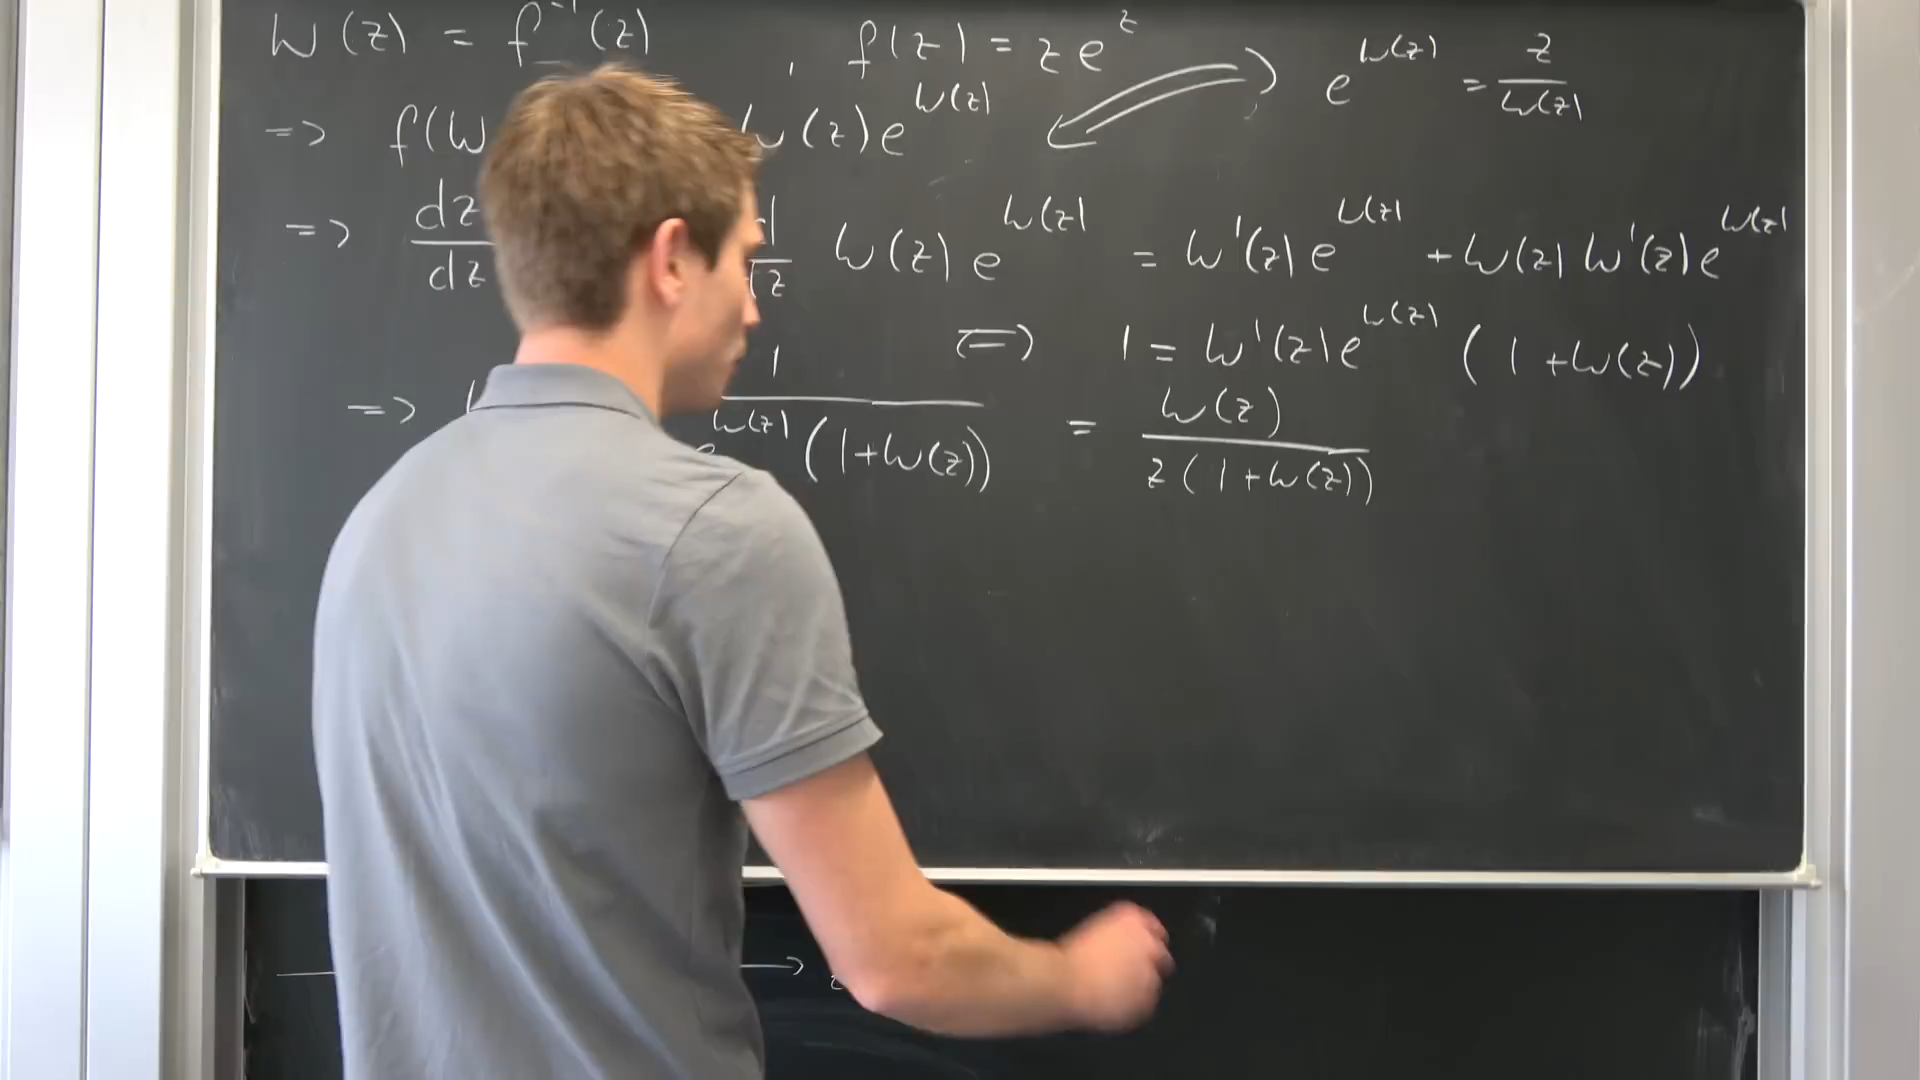 W(z) = f⁻¹(z) , f(z) = z e^z e^{W(z)} = z/W(z)
=> f(W W(z) e^{W(z)}
=> dz/dz d/dz W(z) e^{W(z)} = W'(z) e^{W(z)} + W(z) W'(z) e^{W(z)}
<=> 1 = W'(z) e^{W(z)} (1 + W(z))
=> 1/(e^{W(z)} (1+W(z))) = W(z)/(z(1+W(z)))